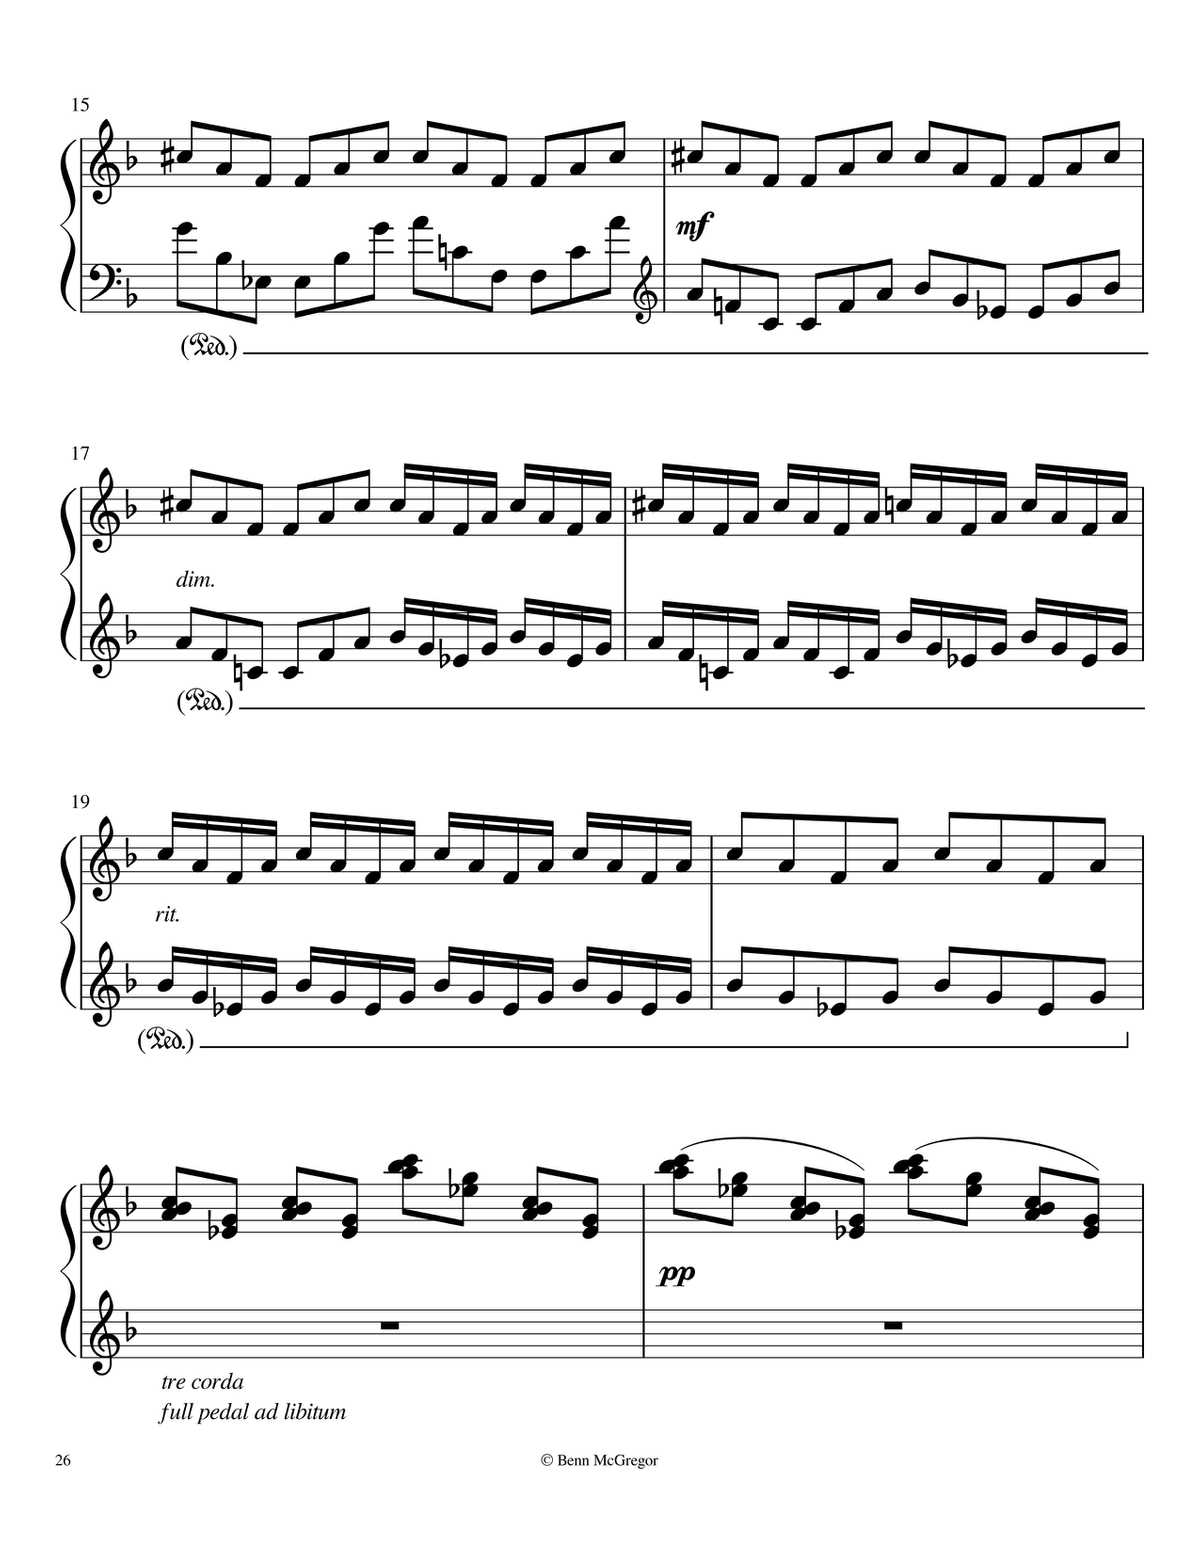 15
mf
(Ped.)
17
dim.
(Ped.)
19
rit.
(Ped.)
pp
tre corda
full pedal ad libitum
26
© Benn McGregor